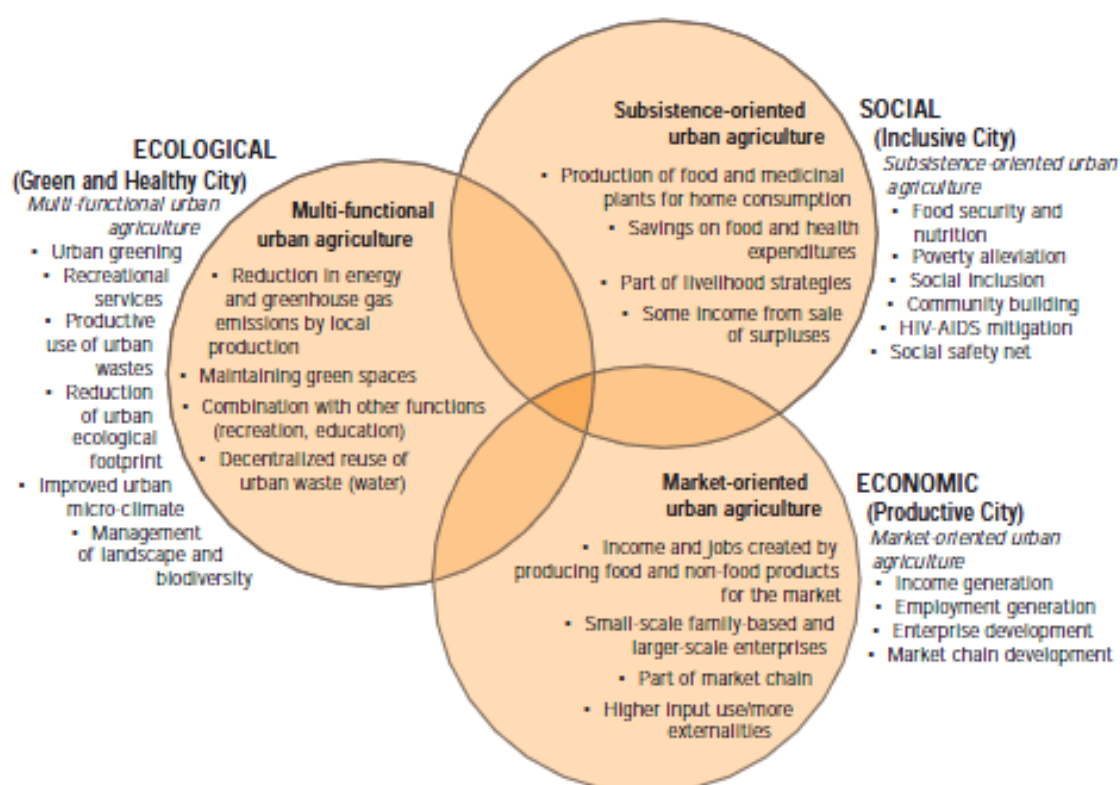 ECOLOGICAL
(Green and Healthy City)
Multi-functional urban
agriculture
▪ Urban greening
▪ Recreational
services
▪ Productive
use of urban
wastes
▪ Reduction
of urban
ecological
footprint
▪ Improved urban
micro-climate
▪ Management
of landscape and
biodiversity
Multi-functional
urban agriculture
▪ Reduction in energy
and greenhouse gas
emissions by local
production
▪ Maintaining green spaces
▪ Combination with other functions
(recreation, education)
▪ Decentralized reuse of
urban waste (water)
Subsistence-oriented
urban agriculture
▪ Production of food and medicinal
plants for home consumption
▪ Savings on food and health
expenditures
▪ Part of livelihood strategies
▪ Some income from sale
of surpluses
SOCIAL
(Inclusive City)
Subsistence-oriented urban
agriculture
▪ Food security and
nutrition
▪ Poverty alleviation
▪ Social inclusion
▪ Community building
▪ HIV-AIDS mitigation
▪ Social safety net
Market-oriented
urban agriculture
▪ Income and jobs created by
producing food and non-food products
for the market
▪ Small-scale family-based and
larger-scale enterprises
▪ Part of market chain
▪ Higher input use/more
externalities
ECONOMIC
(Productive City)
Market-oriented urban
agriculture
▪ Income generation
▪ Employment generation
▪ Enterprise development
▪ Market chain development